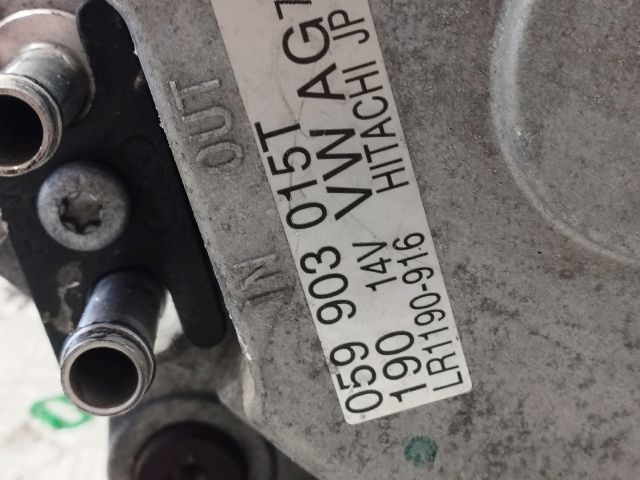 059 903 015T
190 14V VW AG
LR1190-916 HITACHI JP
OUT
IN